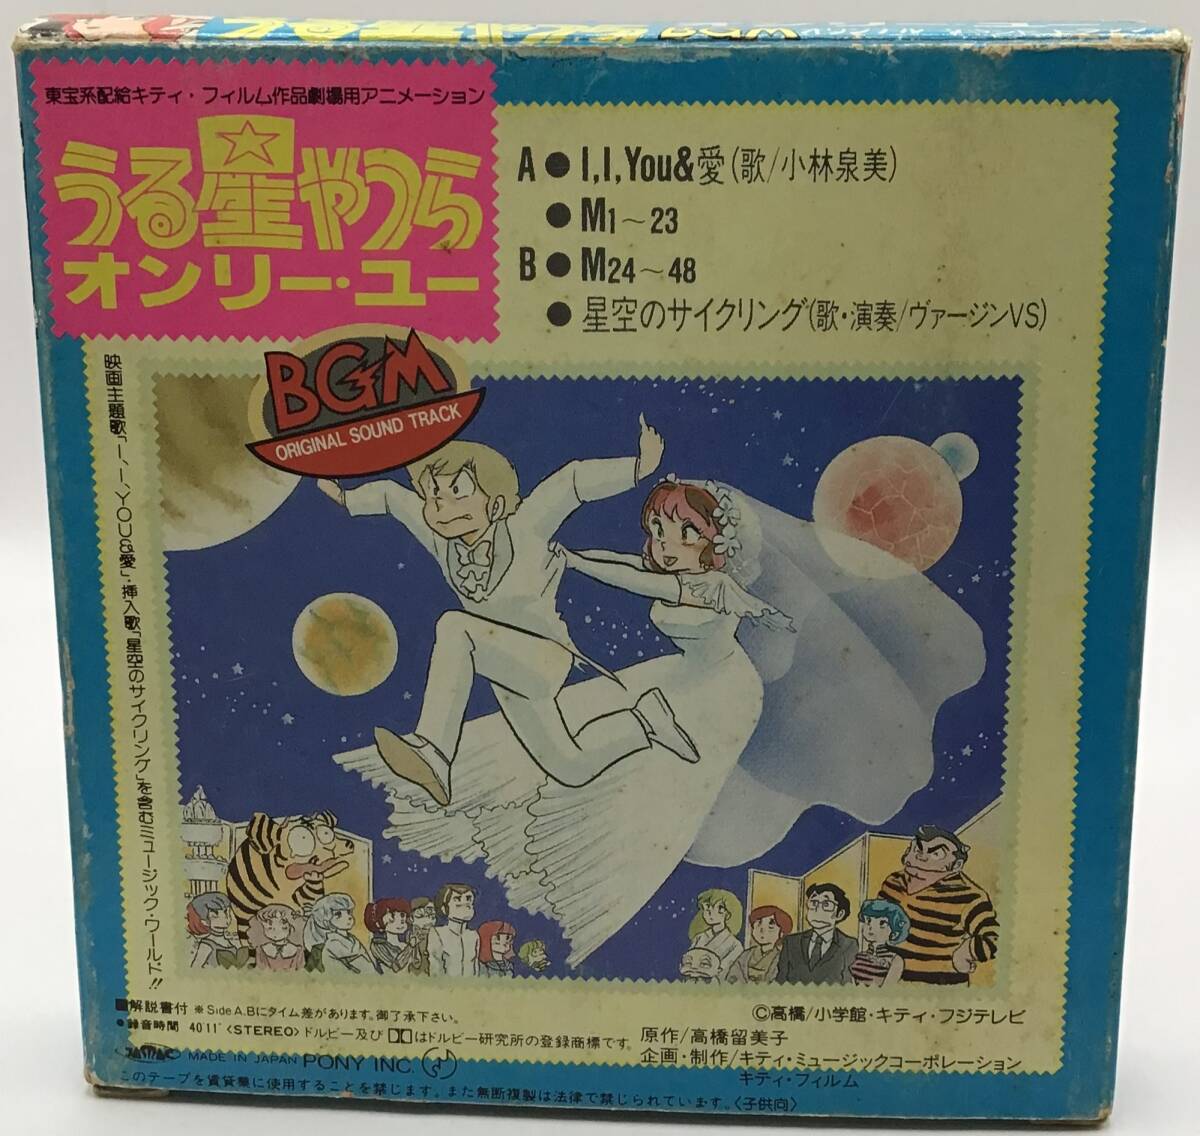 うる星やつら BGM
東宝系配給キティ・フィルム作品劇場用アニメーション
うる星やつら
オンリー・ユー
A ● I,I,You&愛(歌/小林泉美)
● M1〜23
B ● M24〜48
● 星空のサイクリング(歌・演奏/ヴァージンVS)
BGM
ORIGINAL SOUND TRACK
映画主題歌「I、I、YOU&愛」・挿入歌「星空のサイクリング」を含むミュージック・ワールド!!
■解説書付 ※Side A.Bにタイム差があります。御了承下さい。
● 録音時間 40'11" <STEREO> ドルビー及び はドルビー研究所の登録商標です。
JASRAC MADE IN JAPAN PONY INC.
このテープを賃貸業に使用することを禁じます。また無断複製は法律で禁じられています。〈子供向〉
©高橋/小学館・キティ・フジテレビ
原作/高橋留美子
企画・制作/キティ・ミュージックコーポレーション
キティ・フィルム